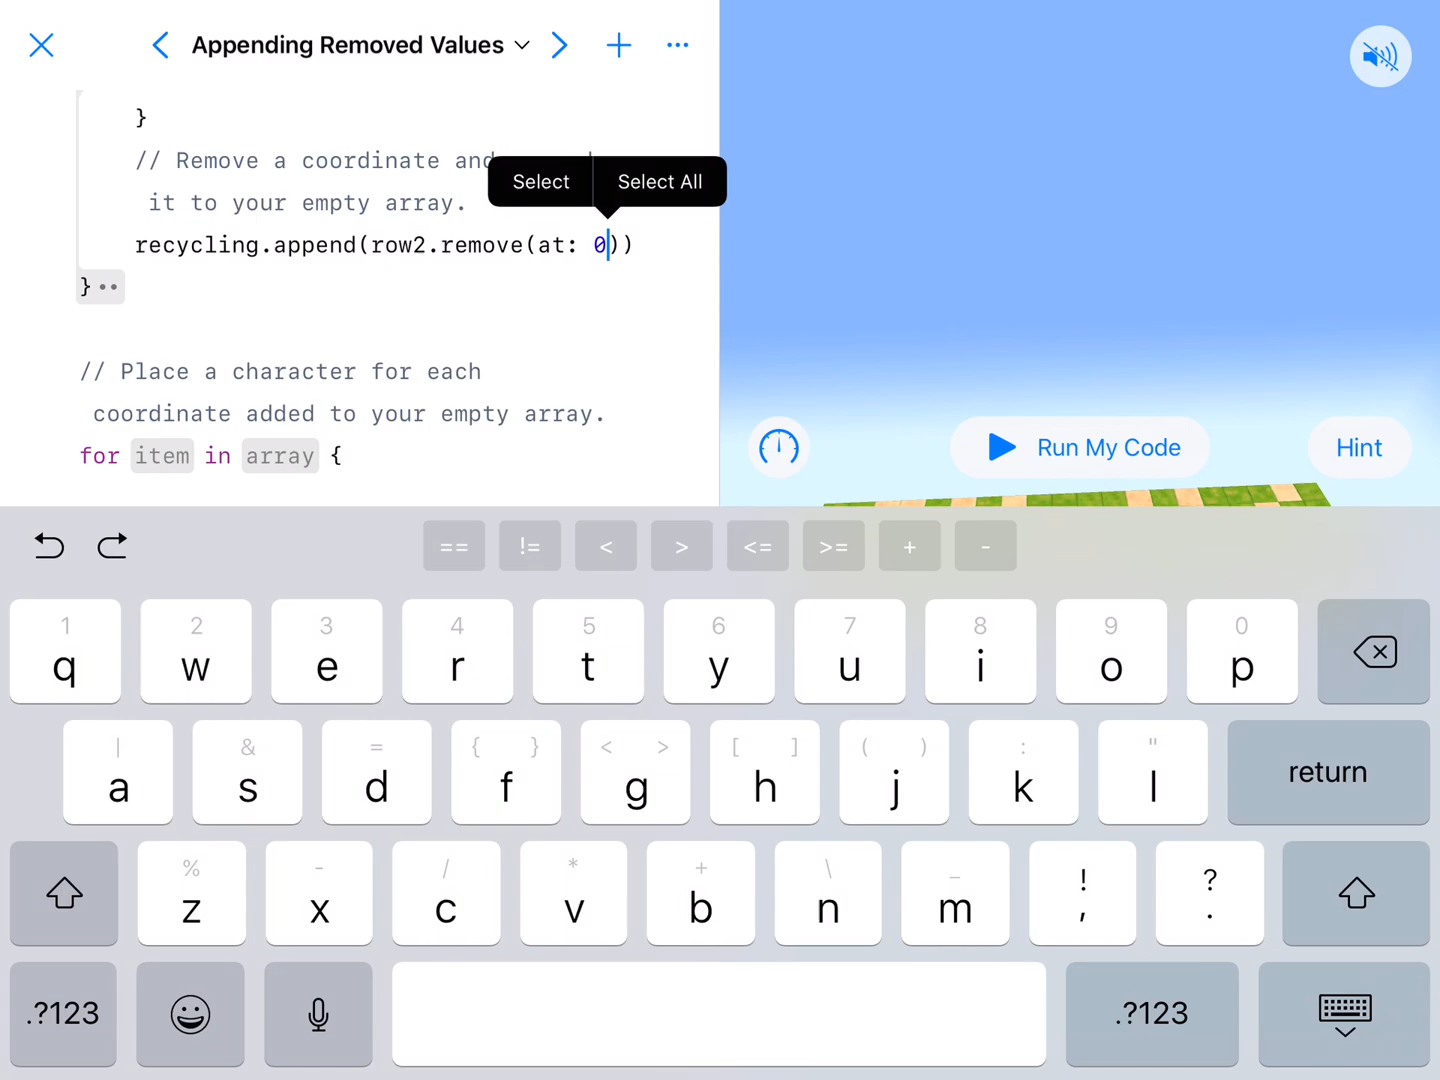 Appending Removed Values
}
// Remove a coordinate and
it to your empty array.
Select Select All
recycling.append(row2.remove(at: 0))
} ••
// Place a character for each
coordinate added to your empty array.
for item in array {
Run My Code
Hint
== != < > <= >= + -
1 2 3 4 5 6 7 8 9 0
q w e r t y u i o p
| & = { } < > [ ] ( ) : "
a s d f g h j k l return
% - / * + \ _ ! ?
z x c v b n m , .
.?123 .?123